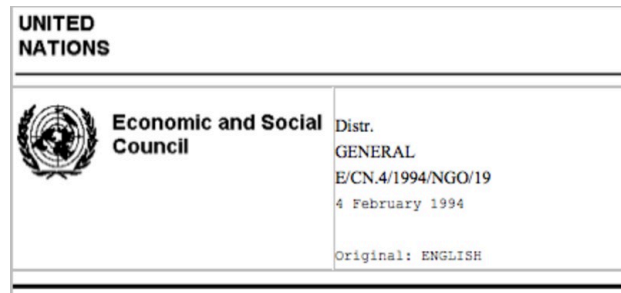 UNITED
NATIONS
Economic and Social
Council
Distr.
GENERAL
E/CN.4/1994/NGO/19
4 February 1994
Original: ENGLISH